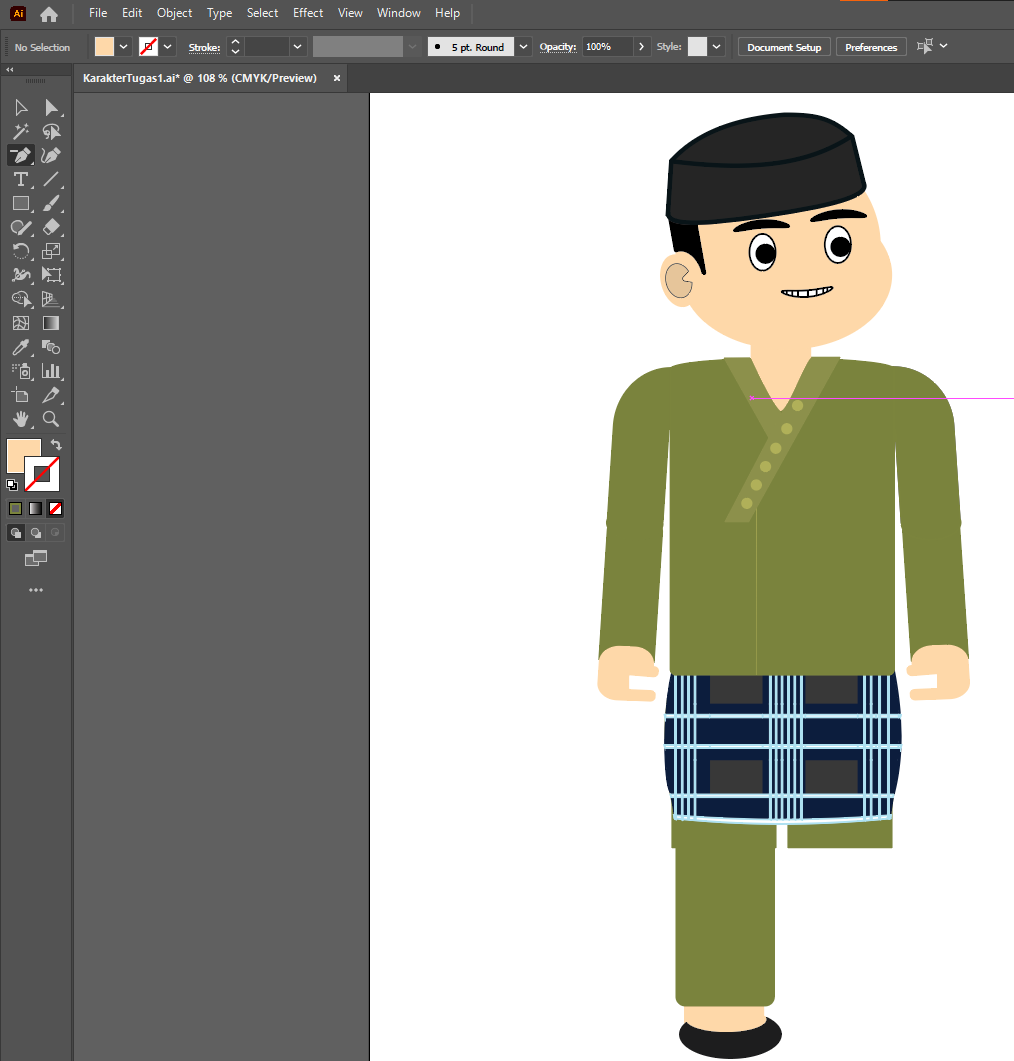 Ai File Edit Object Type Select Effect View Window Help
No Selection Stroke: 5 pt. Round Opacity: 100% Style: Document Setup Preferences
KarakterTugas1.ai* @ 108 % (CMYK/Preview) ×
T